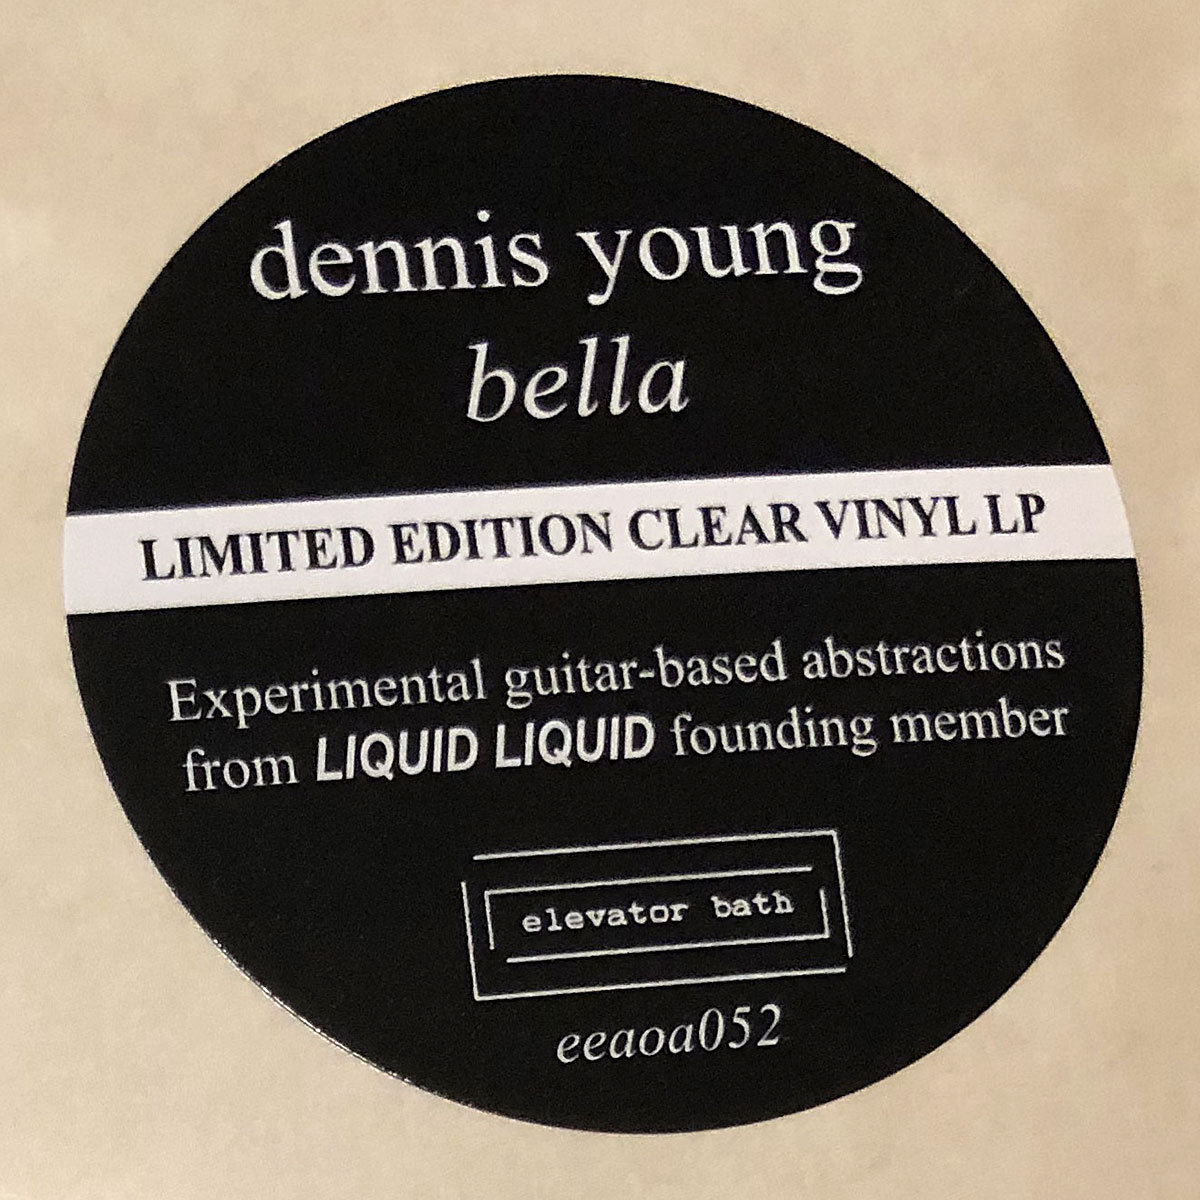 dennis young
bella
LIMITED EDITION CLEAR VINYL LP
Experimental guitar-based abstractions
from LIQUID LIQUID founding member
elevator bath
eeaoa052